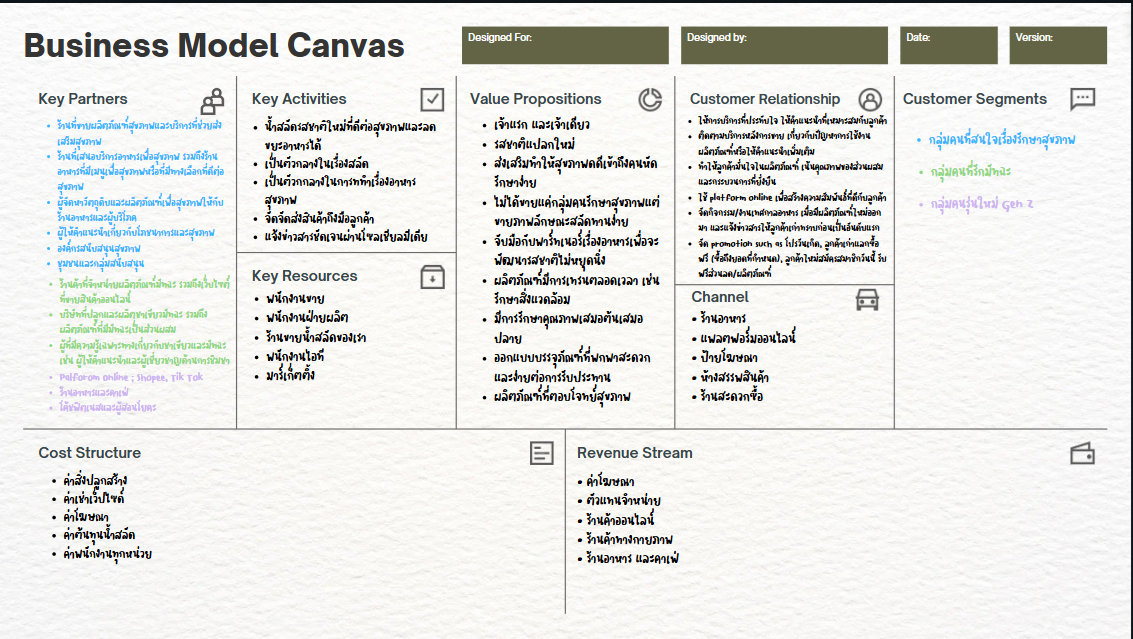 Business Model Canvas
Designed For:
Designed by:
Date:
Version:
Key Partners
• ร้านที่ขายผลิตภัณฑ์สุขภาพและบริการที่ช่วยส่ง
เสริมสุขภาพ
• ร้านที่เสนอบริการอาหารเพื่อสุขภาพ รวมถึงร้าน
อาหารที่มีเมนูเพื่อสุขภาพหรือที่มีทางเลือกที่ดีต่อ
สุขภาพ
• ผู้จัดหาวัตถุดิบและผลิตภัณฑ์เพื่อสุขภาพให้กับ
ร้านอาหารและผู้บริโภค
• ผู้ให้คำแนะนำเกี่ยวกับโภชนาการและสุขภาพ
• องค์กรสนับสนุนสุขภาพ
• ชุมชนและกลุ่มสนับสนุน
• ร้านค้าที่จำหน่ายผลิตภัณฑ์มัทฉะ รวมถึงเว็บไซต์
ที่ขายสินค้าออนไลน์
• บริษัทที่ปลูกและผลิตชาเขียวมัทฉะ รวมถึง
ผลิตภัณฑ์ที่มีมัทฉะเป็นส่วนผสม
• ผู้ที่มีความรู้เฉพาะทางเกี่ยวกับชาเขียวและมัทฉะ
เช่น ผู้ให้คำแนะนำและผู้เชี่ยวชาญด้านการชิมชา
• Palforom online ; Shopee, Tik Tok
• ร้านอาหารและคาเฟ่
• โค้ชฟิตเนสและผู้สอนโยคะ
Key Activities
• น้ำสลัดรสชาติใหม่ที่ดีต่อสุขภาพและลด
ขยะอาหารได้
• เป็นตัวกลางในเรื่องสลัด
• เป็นตัวกลางในการทำเรื่องอาหาร
สุขภาพ
• จัดจัดส่งสินค้าถึงมือลูกค้า
• แจ้งข่าวสารชัดเจนผ่านโซลเชี่ยลมีเดีย
Key Resources
• พนักงานขาย
• พนักงานฝ่ายผลิต
• ร้านขายน้ำสลัดของเรา
• พนักงานไอที
• มาร์เก็ตติ้ง
Value Propositions
• เจ้าแรก และเจ้าเดียว
• รสชาติแปลกใหม่
• ส่งเสริมทำให้สุขภาพดีเข้าถึงคนหัด
รักษาง่าย
• ไม่ได้ขายแค่กลุ่มคนรักษาสุขภาพแต่
ขายภาพลักษณะสลัดทานง่าย
• จับมือกับพาร์ทเนอร์เรื่องอาหารเพื่อจะ
พัฒนารสชาติไม่หยุดนิ่ง
• ผลิตภัณฑ์มีการเทรนตลอดเวลา เช่น
รักษาสิ่งแวดล้อม
• มีการรักษาคุณภาพเสมอต้นเสมอ
ปลาย
• ออกแบบบรรจุภัณฑ์ที่พกพาสะดวก
และง่ายต่อการรับประทาน
• ผลิตภัณฑ์ที่ตอบโจทย์สุขภาพ
Customer Relationship
• ให้การบริการที่ประทับใจ ให้คำแนะนำที่เหมาะสมกับลูกค้า
• ติดตามบริการหลังการขาย เกี่ยวกับปัญหาการใช้งาน
ผลิตภัณฑ์หรือให้คำแนะนำเพิ่มเติม
• ทำให้ลูกค้ามั่นใจในผลิตภัณฑ์ เน้นคุณภาพของส่วนผสม
และกระบวนการที่ยั่งยืน
• ใช้ platform online เพื่อสร้างความสัมพันธ์ที่ดีกับลูกค้า
• จัดกิจกรรม/งานเทศกาลอาหาร เมื่อมีผลิตภัณฑ์ใหม่ออก
มา และแจ้งข่าวสารให้ลูกค้าเก่าทราบก่อนเป็นอันดับแรก
• จัด promotion such as โปรวันเกิด, ลูกค้าเก่าแลกซื้อ
ฟรี (ซื้อถึงยอดที่กำหนด), ลูกค้าใหม่สมัครสมาชิกวันนี้ รับ
ฟรีส่วนลด/ผลิตภัณฑ์
Channel
• ร้านอาหาร
• แพลตฟอร์มออนไลน์
• ป้ายโฆษณา
• ห้างสรรพสินค้า
• ร้านสะดวกซื้อ
Customer Segments
• กลุ่มคนที่สนใจเรื่องรักษาสุขภาพ
• กลุ่มคนที่รักมัทฉะ
• กลุ่มคนรุ่นใหม่ Gen Z
Cost Structure
• ค่าสิ่งปลูกสร้าง
• ค่าเช่าเว็บไซต์
• ค่าโฆษณา
• ค่าต้นทุนน้ำสลัด
• ค่าพนักงานทุกหน่วย
Revenue Stream
• ค่าโฆษณา
• ตัวแทนจำหน่าย
• ร้านค้าออนไลน์
• ร้านค้าทางกายภาพ
• ร้านอาหาร และคาเฟ่